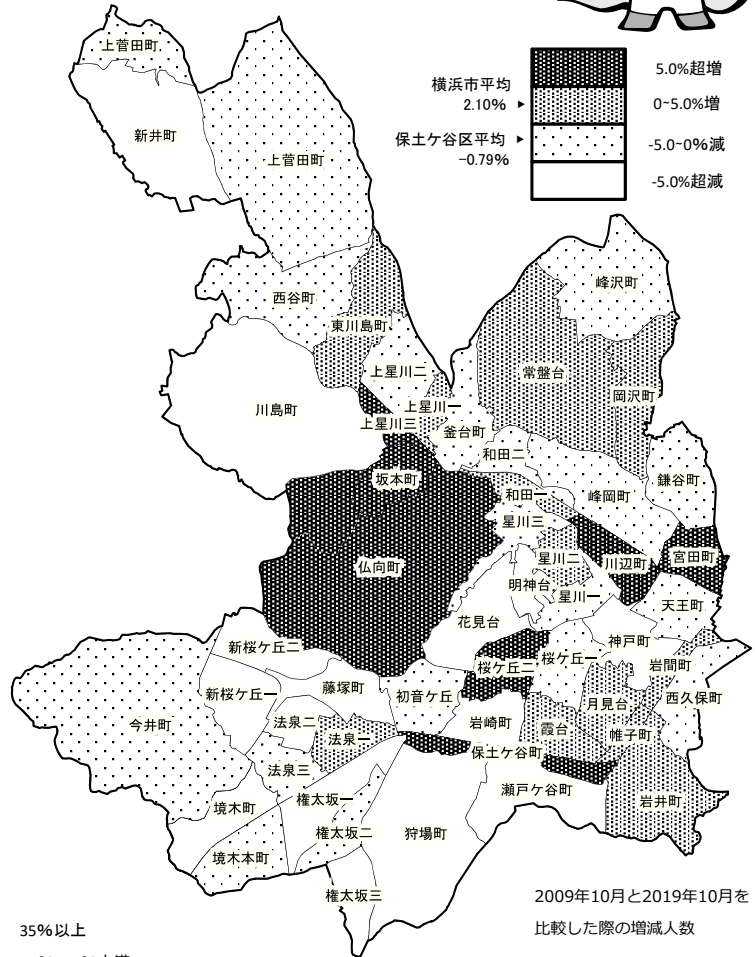 5.0%超増
横浜市平均
2.10%
0~5.0%増
保土ケ谷区平均
-0.79%
-5.0~0%減
-5.0%超減
上菅田町
新井町
上菅田町
西谷町
東川島町
峰沢町
常盤台
岡沢町
上星川二
川島町
上星川一
上星川三
釜台町
和田二
鎌谷町
坂本町
和田一
峰岡町
星川三
星川二
川辺町
宮田町
仏向町
明神台
星川一
天王町
花見台
神戸町
新桜ケ丘二
桜ケ丘二
桜ケ丘一
岩間町
新桜ケ丘一
藤塚町
初音ケ丘
月見台
西久保町
今井町
法泉二
法泉一
岩崎町
霞台
帷子町
保土ケ谷町
法泉三
瀬戸ケ谷町
岩井町
境木町
権太坂一
権太坂二
狩場町
境木本町
権太坂三
2009年10月と2019年10月を
比較した際の増減人数
35%以上